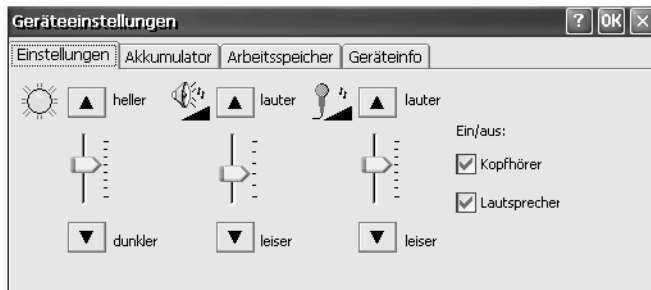 Geräteeinstellungen ? OK ×
Einstellungen Akkumulator Arbeitsspeicher Geräteinfo
heller lauter lauter
Ein/aus:
Kopfhörer
Lautsprecher
dunkler leiser leiser